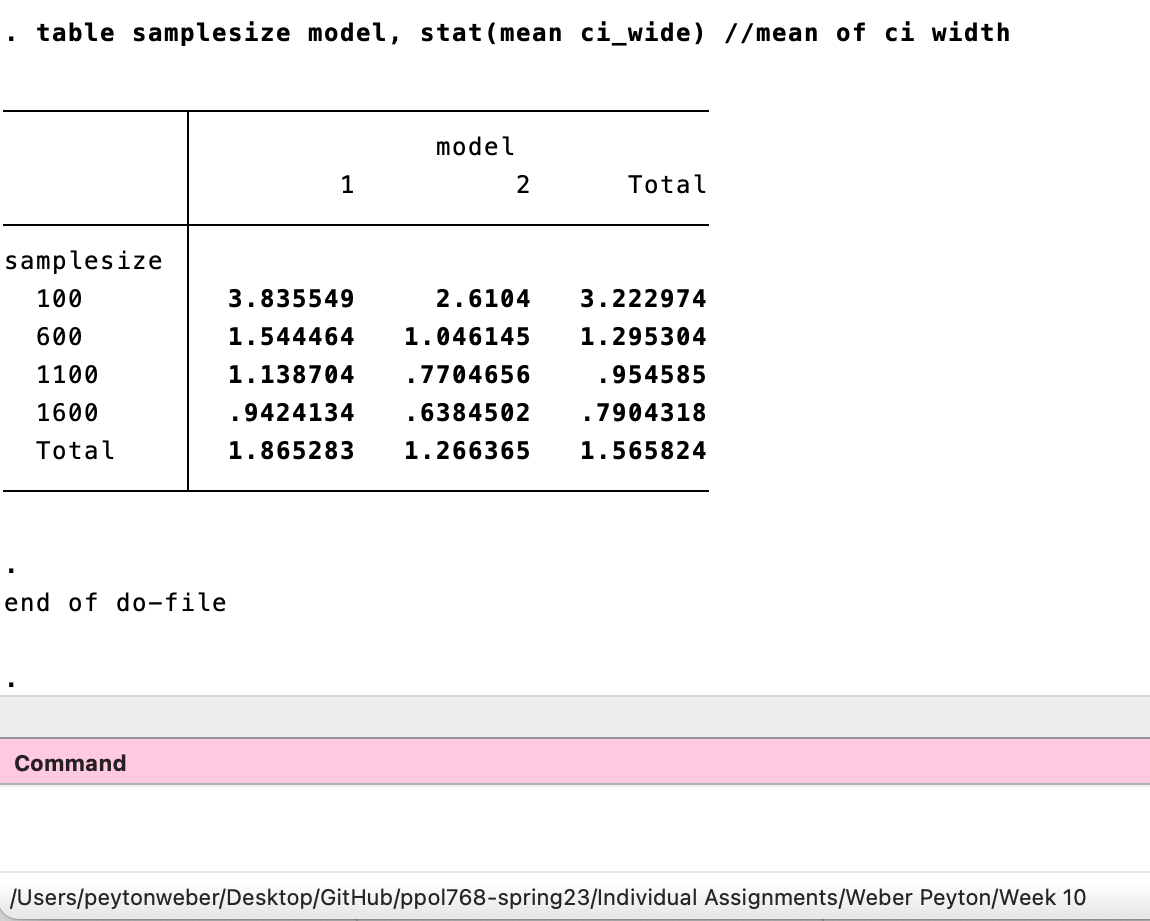 . table samplesize model, stat(mean ci_wide) //mean of ci width
model
1 2 Total
samplesize
100 3.835549 2.6104 3.222974
600 1.544464 1.046145 1.295304
1100 1.138704 .7704656 .954585
1600 .9424134 .6384502 .7904318
Total 1.865283 1.266365 1.565824
.
end of do-file
.
Command
/Users/peytonweber/Desktop/GitHub/ppol768-spring23/Individual Assignments/Weber Peyton/Week 10